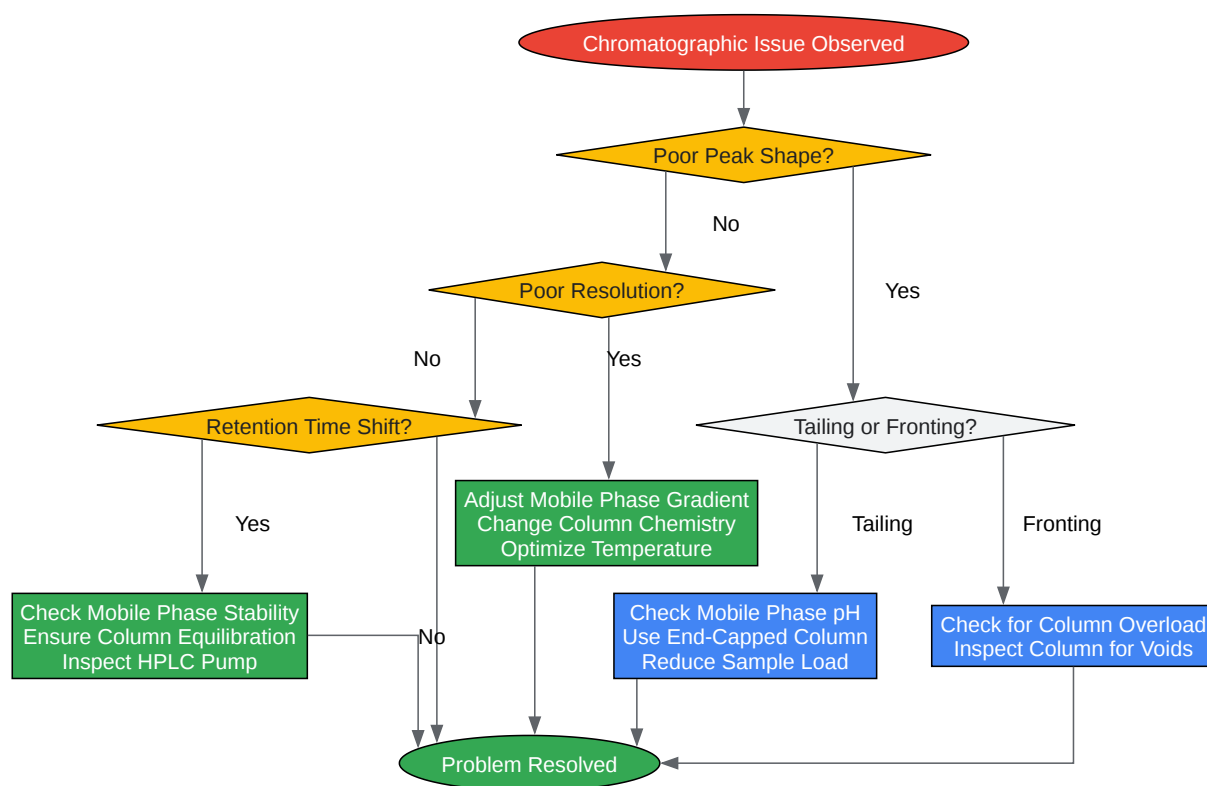 Chromatographic Issue Observed
Poor Peak Shape?
No
Poor Resolution?
Yes
No
Yes
Retention Time Shift?
Tailing or Fronting?
Adjust Mobile Phase Gradient
Change Column Chemistry
Optimize Temperature
Yes
Tailing
Fronting
Check Mobile Phase Stability
Ensure Column Equilibration
Inspect HPLC Pump
No
Check Mobile Phase pH
Use End-Capped Column
Reduce Sample Load
Check for Column Overload
Inspect Column for Voids
Problem Resolved